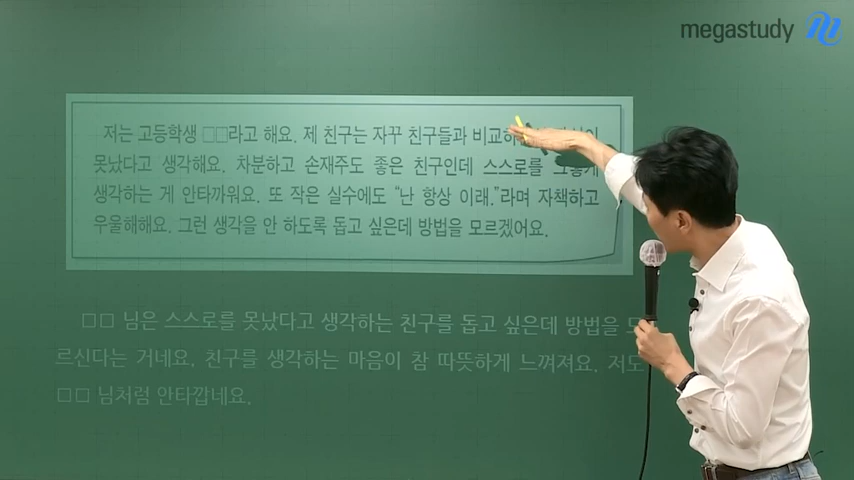 megastudy
저는 고등학생 □□라고 해요. 제 친구는 자꾸 친구들과
못났다고 생각해요. 차분하고 손재주도 좋은 친구인데 스스로를 그렇게
생각하는 게 안타까워요. 또 작은 실수에도 “난 항상 이래.”라며 자책하고
우울해해요. 그런 생각을 안 하도록 돕고 싶은데 방법을 모르겠어요.
□□ 님은 스스로를 못났다고 생각하는 친구를 돕고 싶은데 방법을 모
르신다는 거네요. 친구를 생각하는 마음이 참 따뜻하게 느껴져요. 저도
□□ 님처럼 안타깝네요.